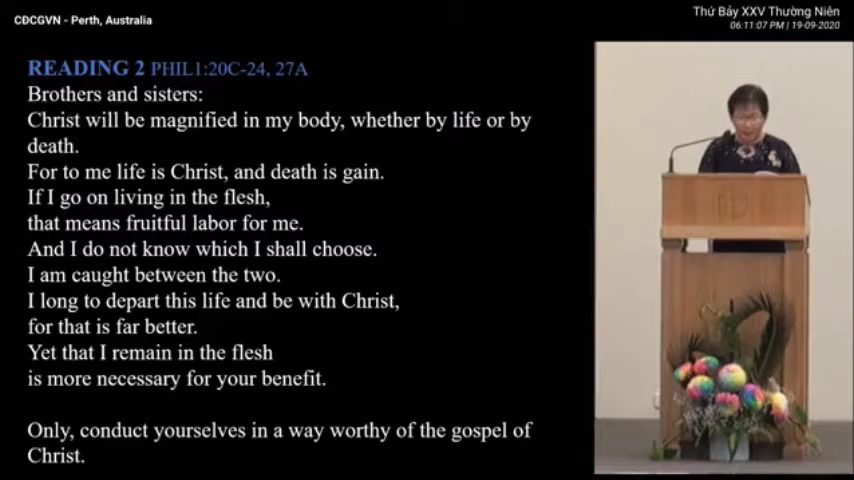 CĐCGVN - Perth, Australia
Thứ Bảy XXV Thường Niên
06:11:07 PM | 19-09-2020
READING 2 PHIL1:20C-24, 27A
Brothers and sisters:
Christ will be magnified in my body, whether by life or by
death.
For to me life is Christ, and death is gain.
If I go on living in the flesh,
that means fruitful labor for me.
And I do not know which I shall choose.
I am caught between the two.
I long to depart this life and be with Christ,
for that is far better.
Yet that I remain in the flesh
is more necessary for your benefit.
Only, conduct yourselves in a way worthy of the gospel of
Christ.